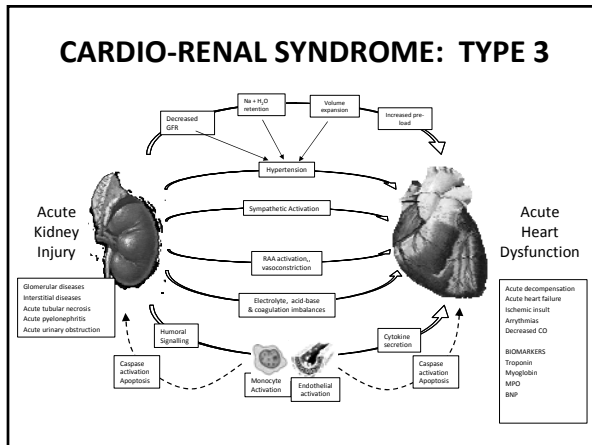 CARDIO-RENAL SYNDROME: TYPE 3
Na + H₂O
retention
Volume
expansion
Decreased
GFR
Increased pre-
load
Hypertension
Sympathetic Activation
Acute
Kidney
Injury
Acute
Heart
Dysfunction
RAA activation,,
vasoconstriction
Glomerular diseases
Interstitial diseases
Acute tubular necrosis
Acute pyelonephritis
Acute urinary obstruction
Electrolyte, acid-base
& coagulation imbalances
Acute decompensation
Acute heart failure
Ischemic insult
Arrythmias
Decreased CO
BIOMARKERS
Troponin
Myoglobin
MPO
BNP
Humoral
Signalling
Cytokine
secretion
Caspase
activation
Apoptosis
Monocyte
Activation
Endothelial
activation
Caspase
activation
Apoptosis